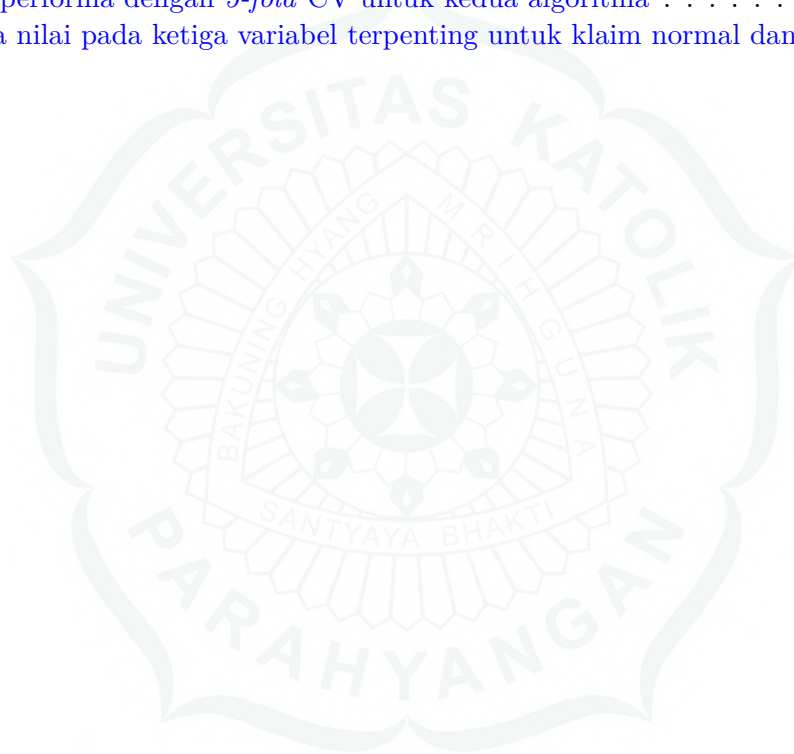 performa dengan 5-fold CV untuk kedua algoritma . . . . . .
a nilai pada ketiga variabel terpenting untuk klaim normal dan
UNIVERSITAS KATOLIK
BAKUNING HYANG MRIHGUNA
SANTYAYA BHAKTI
PARAHYANGAN